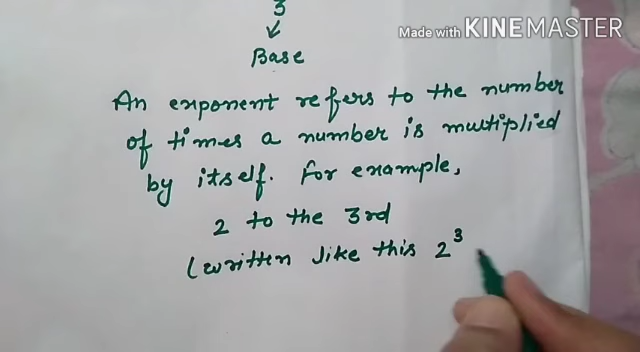 3
Base
An exponent refers to the number
of times a number is multiplied
by itself. For example,
2 to the 3rd
(written like this 2³
Made with KINEMASTER